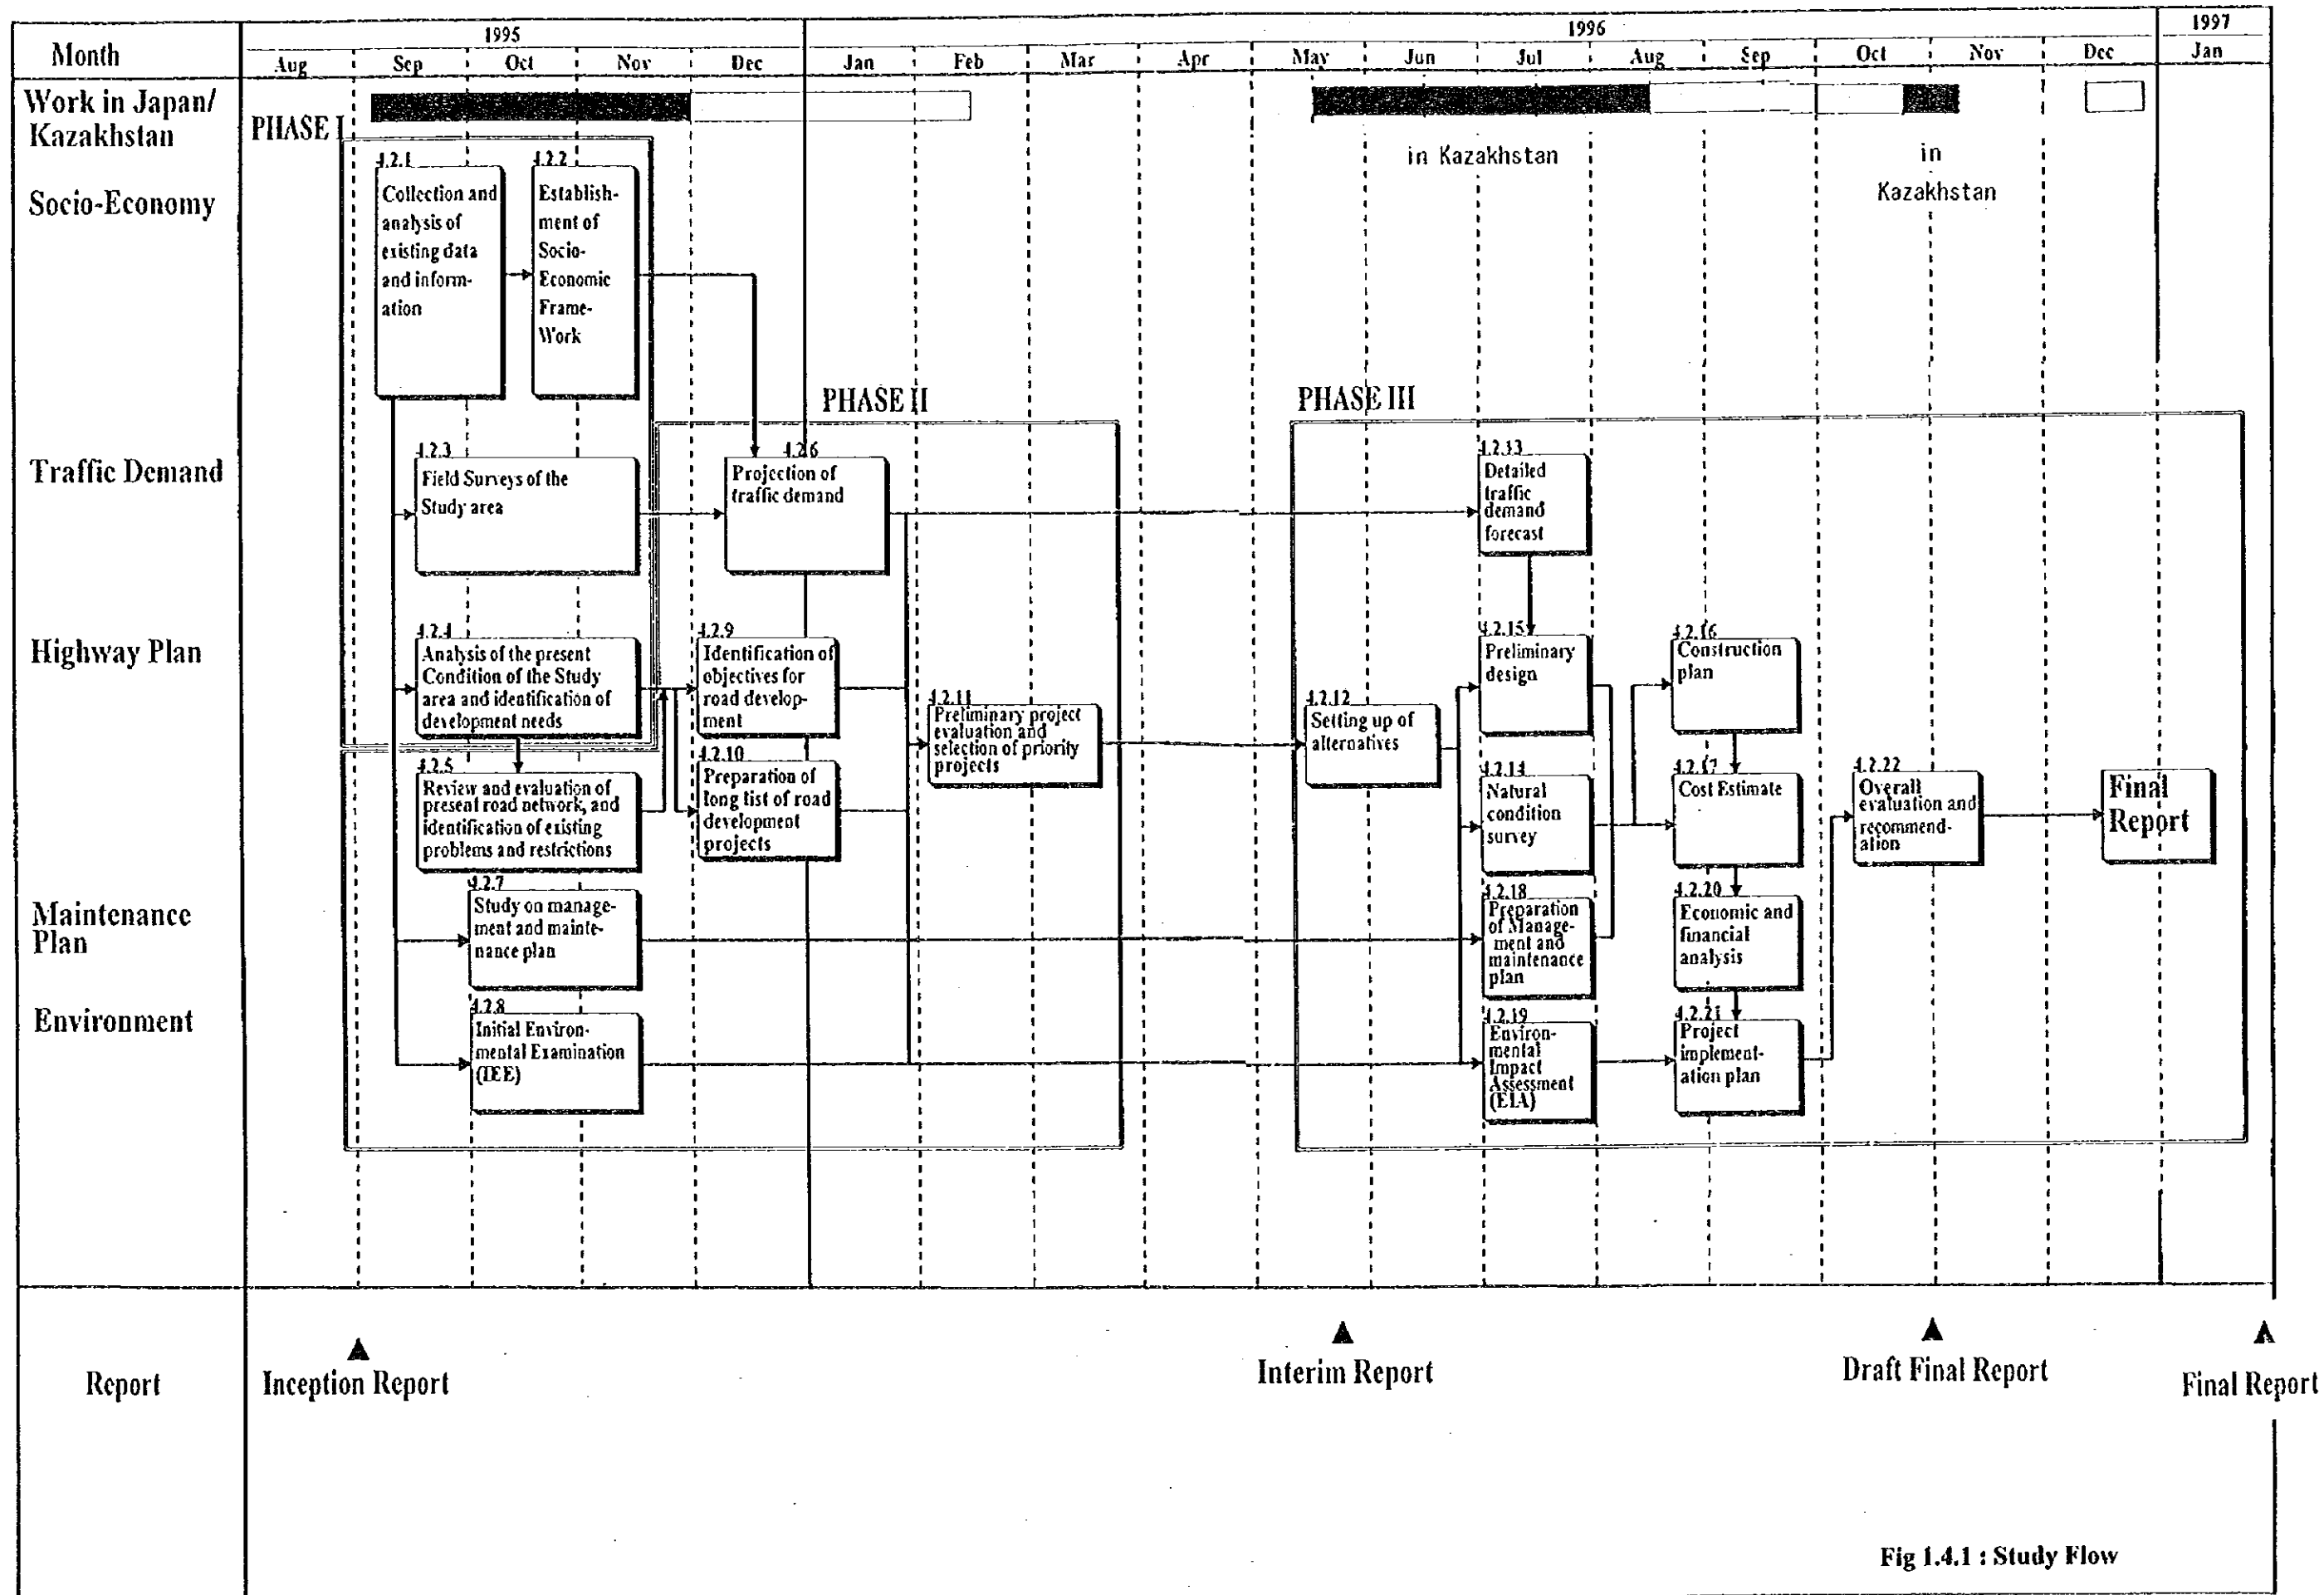 Month
1995
1996
1997
Aug
Sep
Oct
Nov
Dec
Jan
Feb
Mar
Apr
May
Jun
Jul
Aug
Sep
Oct
Nov
Dec
Jan
Work in Japan/
Kazakhstan
in Kazakhstan
in
Kazakhstan
PHASE I
Socio-Economy
4.2.1
Collection and
analysis of
existing data
and inform-
ation
4.2.2
Establish-
ment of
Socio-
Economic
Frame-
Work
PHASE II
PHASE III
Traffic Demand
4.2.3
Field Surveys of the
Study area
4.2.6
Projection of
traffic demand
4.2.13
Detailed
traffic
demand
forecast
Highway Plan
4.2.4
Analysis of the present
Condition of the Study
area and identification of
development needs
4.2.9
Identification of
objectives for
road develop-
ment
4.2.11
Preliminary project
evaluation and
selection of priority
projects
4.2.12
Setting up of
alternatives
4.2.15
Preliminary
design
4.2.16
Construction
plan
4.2.5
Review and evaluation of
present road network, and
identification of existing
problems and restrictions
4.2.10
Preparation of
long list of road
development
projects
4.2.14
Natural
condition
survey
4.2.17
Cost Estimate
4.2.22
Overall
evaluation and
recommend-
ation
Final
Report
Maintenance
Plan
4.2.7
Study on manage-
ment and mainte-
nance plan
4.2.18
Preparation
of Manage-
ment and
maintenance
plan
4.2.20
Economic and
financial
analysis
Environment
4.2.8
Initial Environ-
mental Examination
(IEE)
4.2.19
Environ-
mental
Impact
Assessment
(EIA)
4.2.21
Project
implement-
ation plan
Report
Inception Report
Interim Report
Draft Final Report
Final Report
Fig 1.4.1 : Study Flow